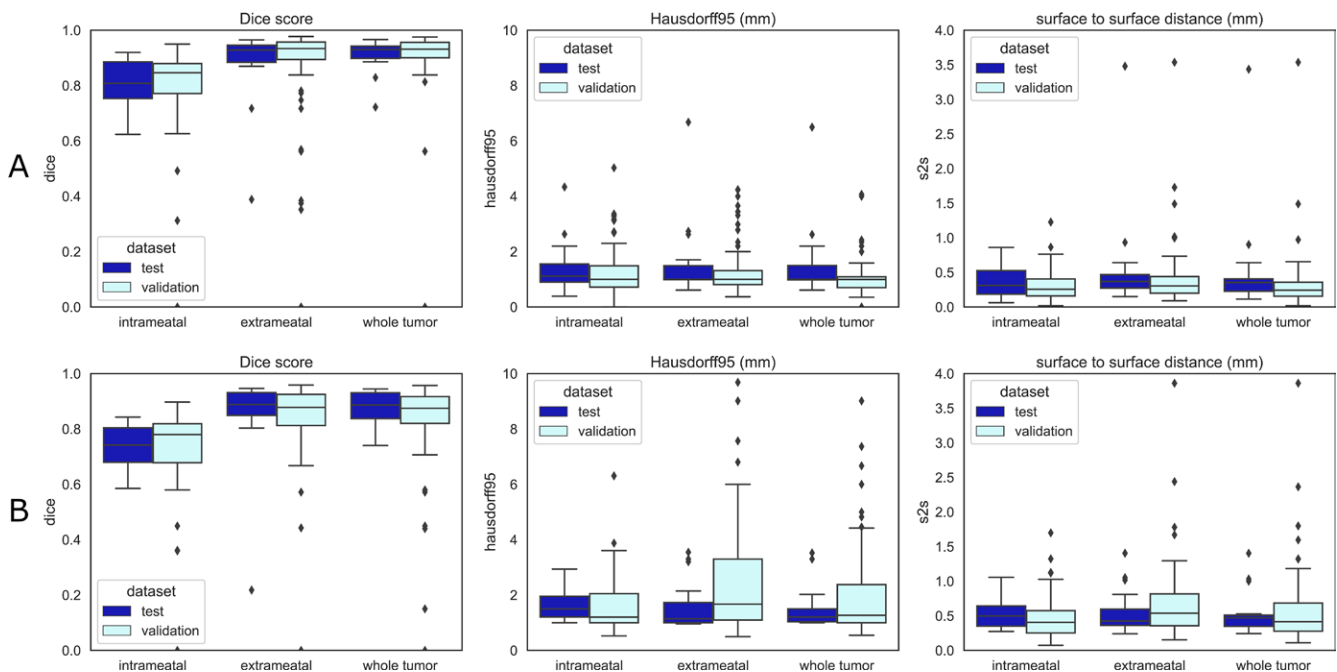 A
Dice score
dice
1.0
0.8
0.6
0.4
0.2
0.0
dataset
test
validation
intrameatal extrameatal whole tumor
Hausdorff95 (mm)
hausdorff95
10
8
6
4
2
0
dataset
test
validation
intrameatal extrameatal whole tumor
surface to surface distance (mm)
s2s
4.0
3.5
3.0
2.5
2.0
1.5
1.0
0.5
0.0
dataset
test
validation
intrameatal extrameatal whole tumor
B
Dice score
dice
1.0
0.8
0.6
0.4
0.2
0.0
dataset
test
validation
intrameatal extrameatal whole tumor
Hausdorff95 (mm)
hausdorff95
10
8
6
4
2
0
dataset
test
validation
intrameatal extrameatal whole tumor
surface to surface distance (mm)
s2s
4.0
3.5
3.0
2.5
2.0
1.5
1.0
0.5
0.0
dataset
test
validation
intrameatal extrameatal whole tumor